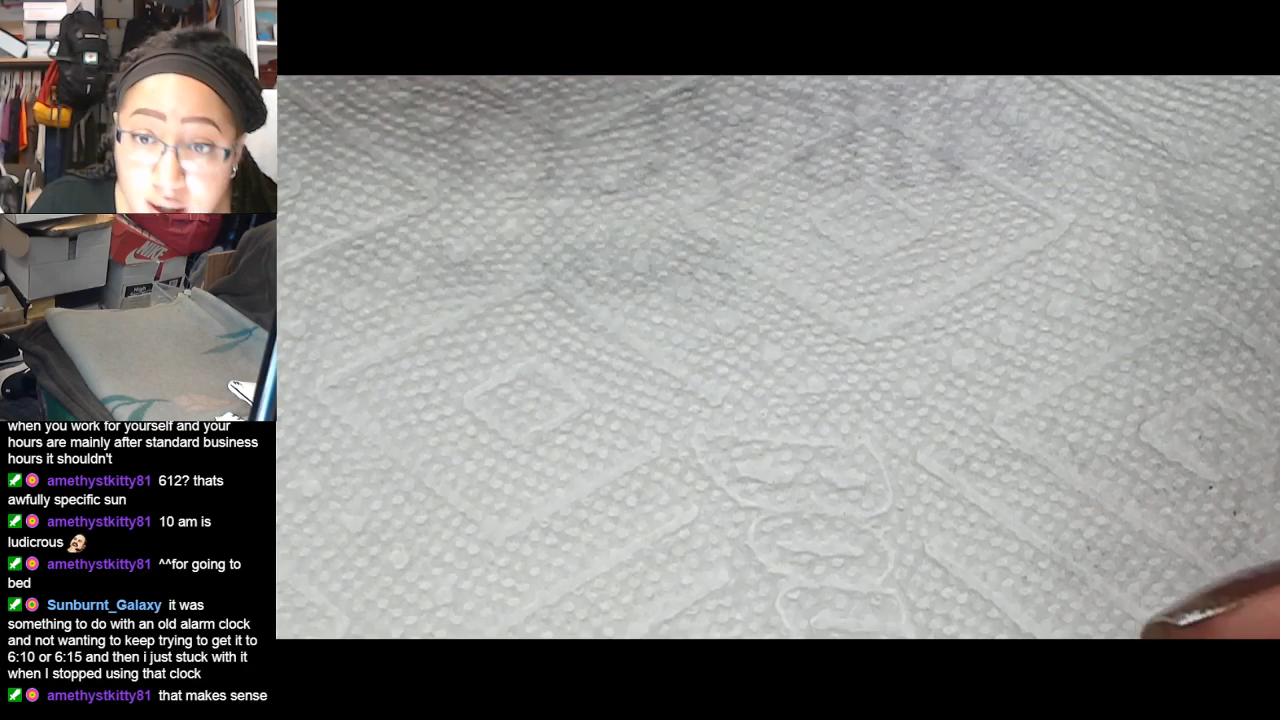 NIKE
High
when you work for yourself and your
hours are mainly after standard business
hours it shouldn't
amethystkitty81 612? thats
awfully specific sun
amethystkitty81 10 am is
ludicrous
amethystkitty81 ^^for going to
bed
Sunburnt_Galaxy it was
something to do with an old alarm clock
and not wanting to keep trying to get it to
6:10 or 6:15 and then i just stuck with it
when I stopped using that clock
amethystkitty81 that makes sense